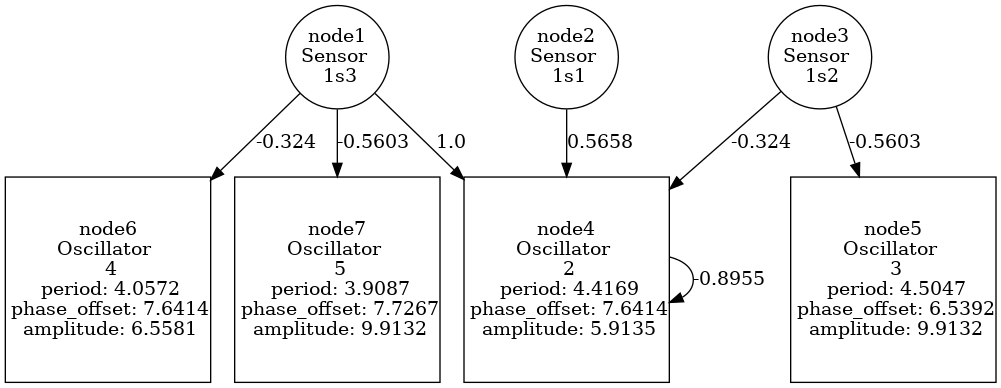 node1
Sensor
1s3
node2
Sensor
1s1
node3
Sensor
1s2
-0.324
-0.5603
1.0
0.5658
-0.324
-0.5603
node6
Oscillator
4
period: 4.0572
phase_offset: 7.6414
amplitude: 6.5581
node7
Oscillator
5
period: 3.9087
phase_offset: 7.7267
amplitude: 9.9132
node4
Oscillator
2
period: 4.4169
phase_offset: 7.6414
amplitude: 5.9135
-0.8955
node5
Oscillator
3
period: 4.5047
phase_offset: 6.5392
amplitude: 9.9132